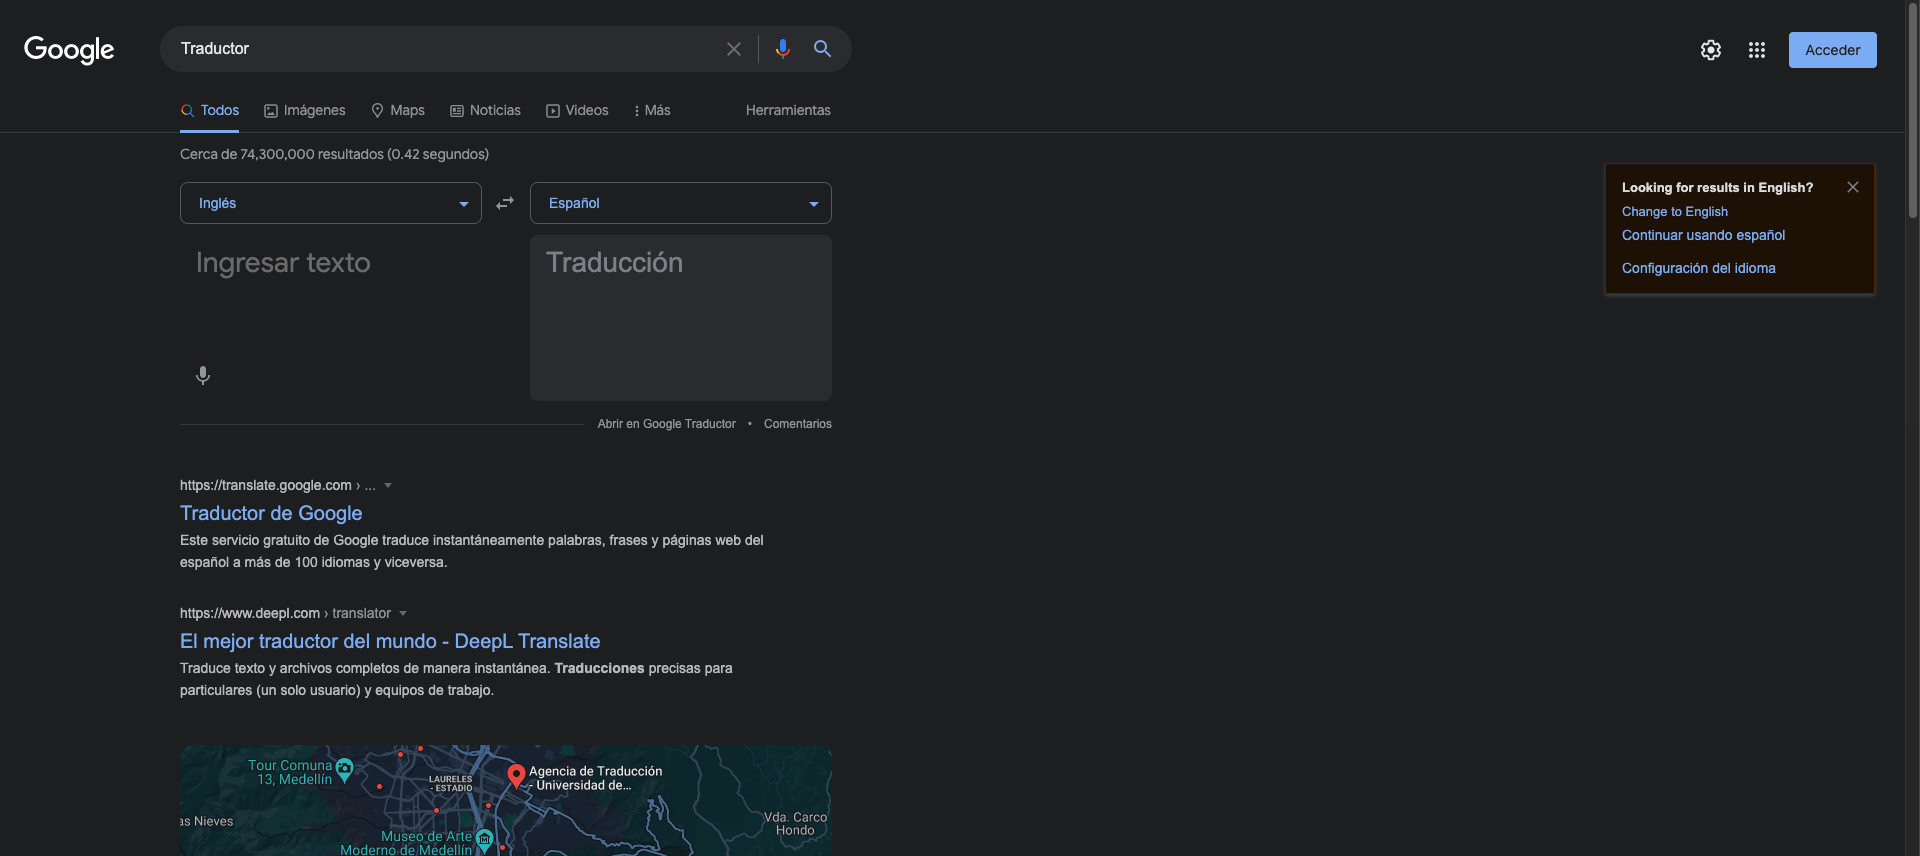 Google
Traductor
Acceder
Todos
Imágenes
Maps
Noticias
Videos
Más
Herramientas
Cerca de 74,300,000 resultados (0.42 segundos)
Inglés
Español
Ingresar texto
Traducción
Abrir en Google Traductor • Comentarios
Looking for results in English?
Change to English
Continuar usando español
Configuración del idioma
https://translate.google.com › ...
Traductor de Google
Este servicio gratuito de Google traduce instantáneamente palabras, frases y páginas web del
español a más de 100 idiomas y viceversa.
https://www.deepl.com › translator
El mejor traductor del mundo - DeepL Translate
Traduce texto y archivos completos de manera instantánea. Traducciones precisas para
particulares (un solo usuario) y equipos de trabajo.
Tour Comuna
13, Medellín
LAURELES
- ESTADIO
Agencia de Traducción
- Universidad de...
as Nieves
Vda. Carco
Hondo
Museo de Arte
Moderno de Medellín